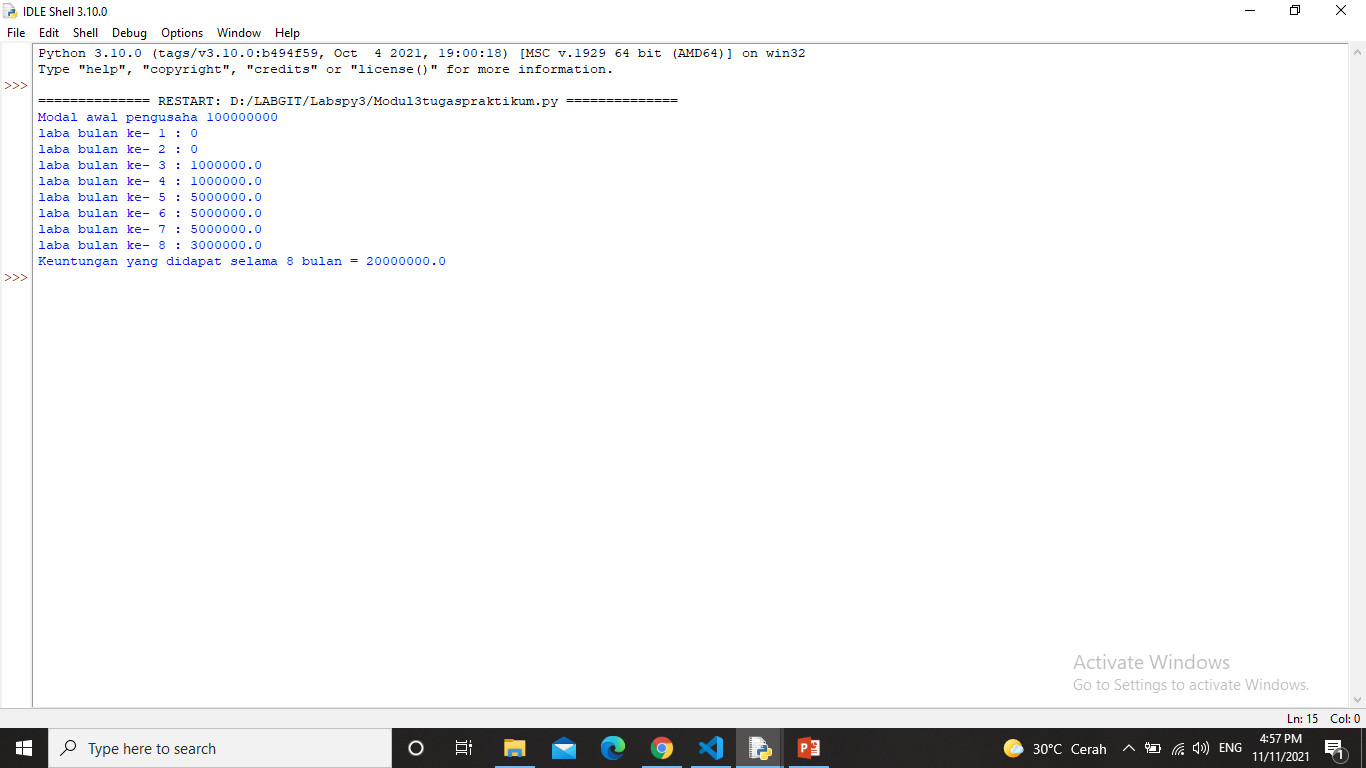 IDLE Shell 3.10.0
File Edit Shell Debug Options Window Help
Python 3.10.0 (tags/v3.10.0:b494f59, Oct  4 2021, 19:00:18) [MSC v.1929 64 bit (AMD64)] on win32
Type "help", "copyright", "credits" or "license()" for more information.
>>>
============== RESTART: D:/LABGIT/Labspy3/Modul3tugaspraktikum.py ==============
Modal awal pengusaha 100000000
laba bulan ke- 1 : 0
laba bulan ke- 2 : 0
laba bulan ke- 3 : 1000000.0
laba bulan ke- 4 : 1000000.0
laba bulan ke- 5 : 5000000.0
laba bulan ke- 6 : 5000000.0
laba bulan ke- 7 : 5000000.0
laba bulan ke- 8 : 3000000.0
Keuntungan yang didapat selama 8 bulan = 20000000.0
>>>
Activate Windows
Go to Settings to activate Windows.
Ln: 15 Col: 0
Type here to search
30°C Cerah
ENG
4:57 PM
11/11/2021
1